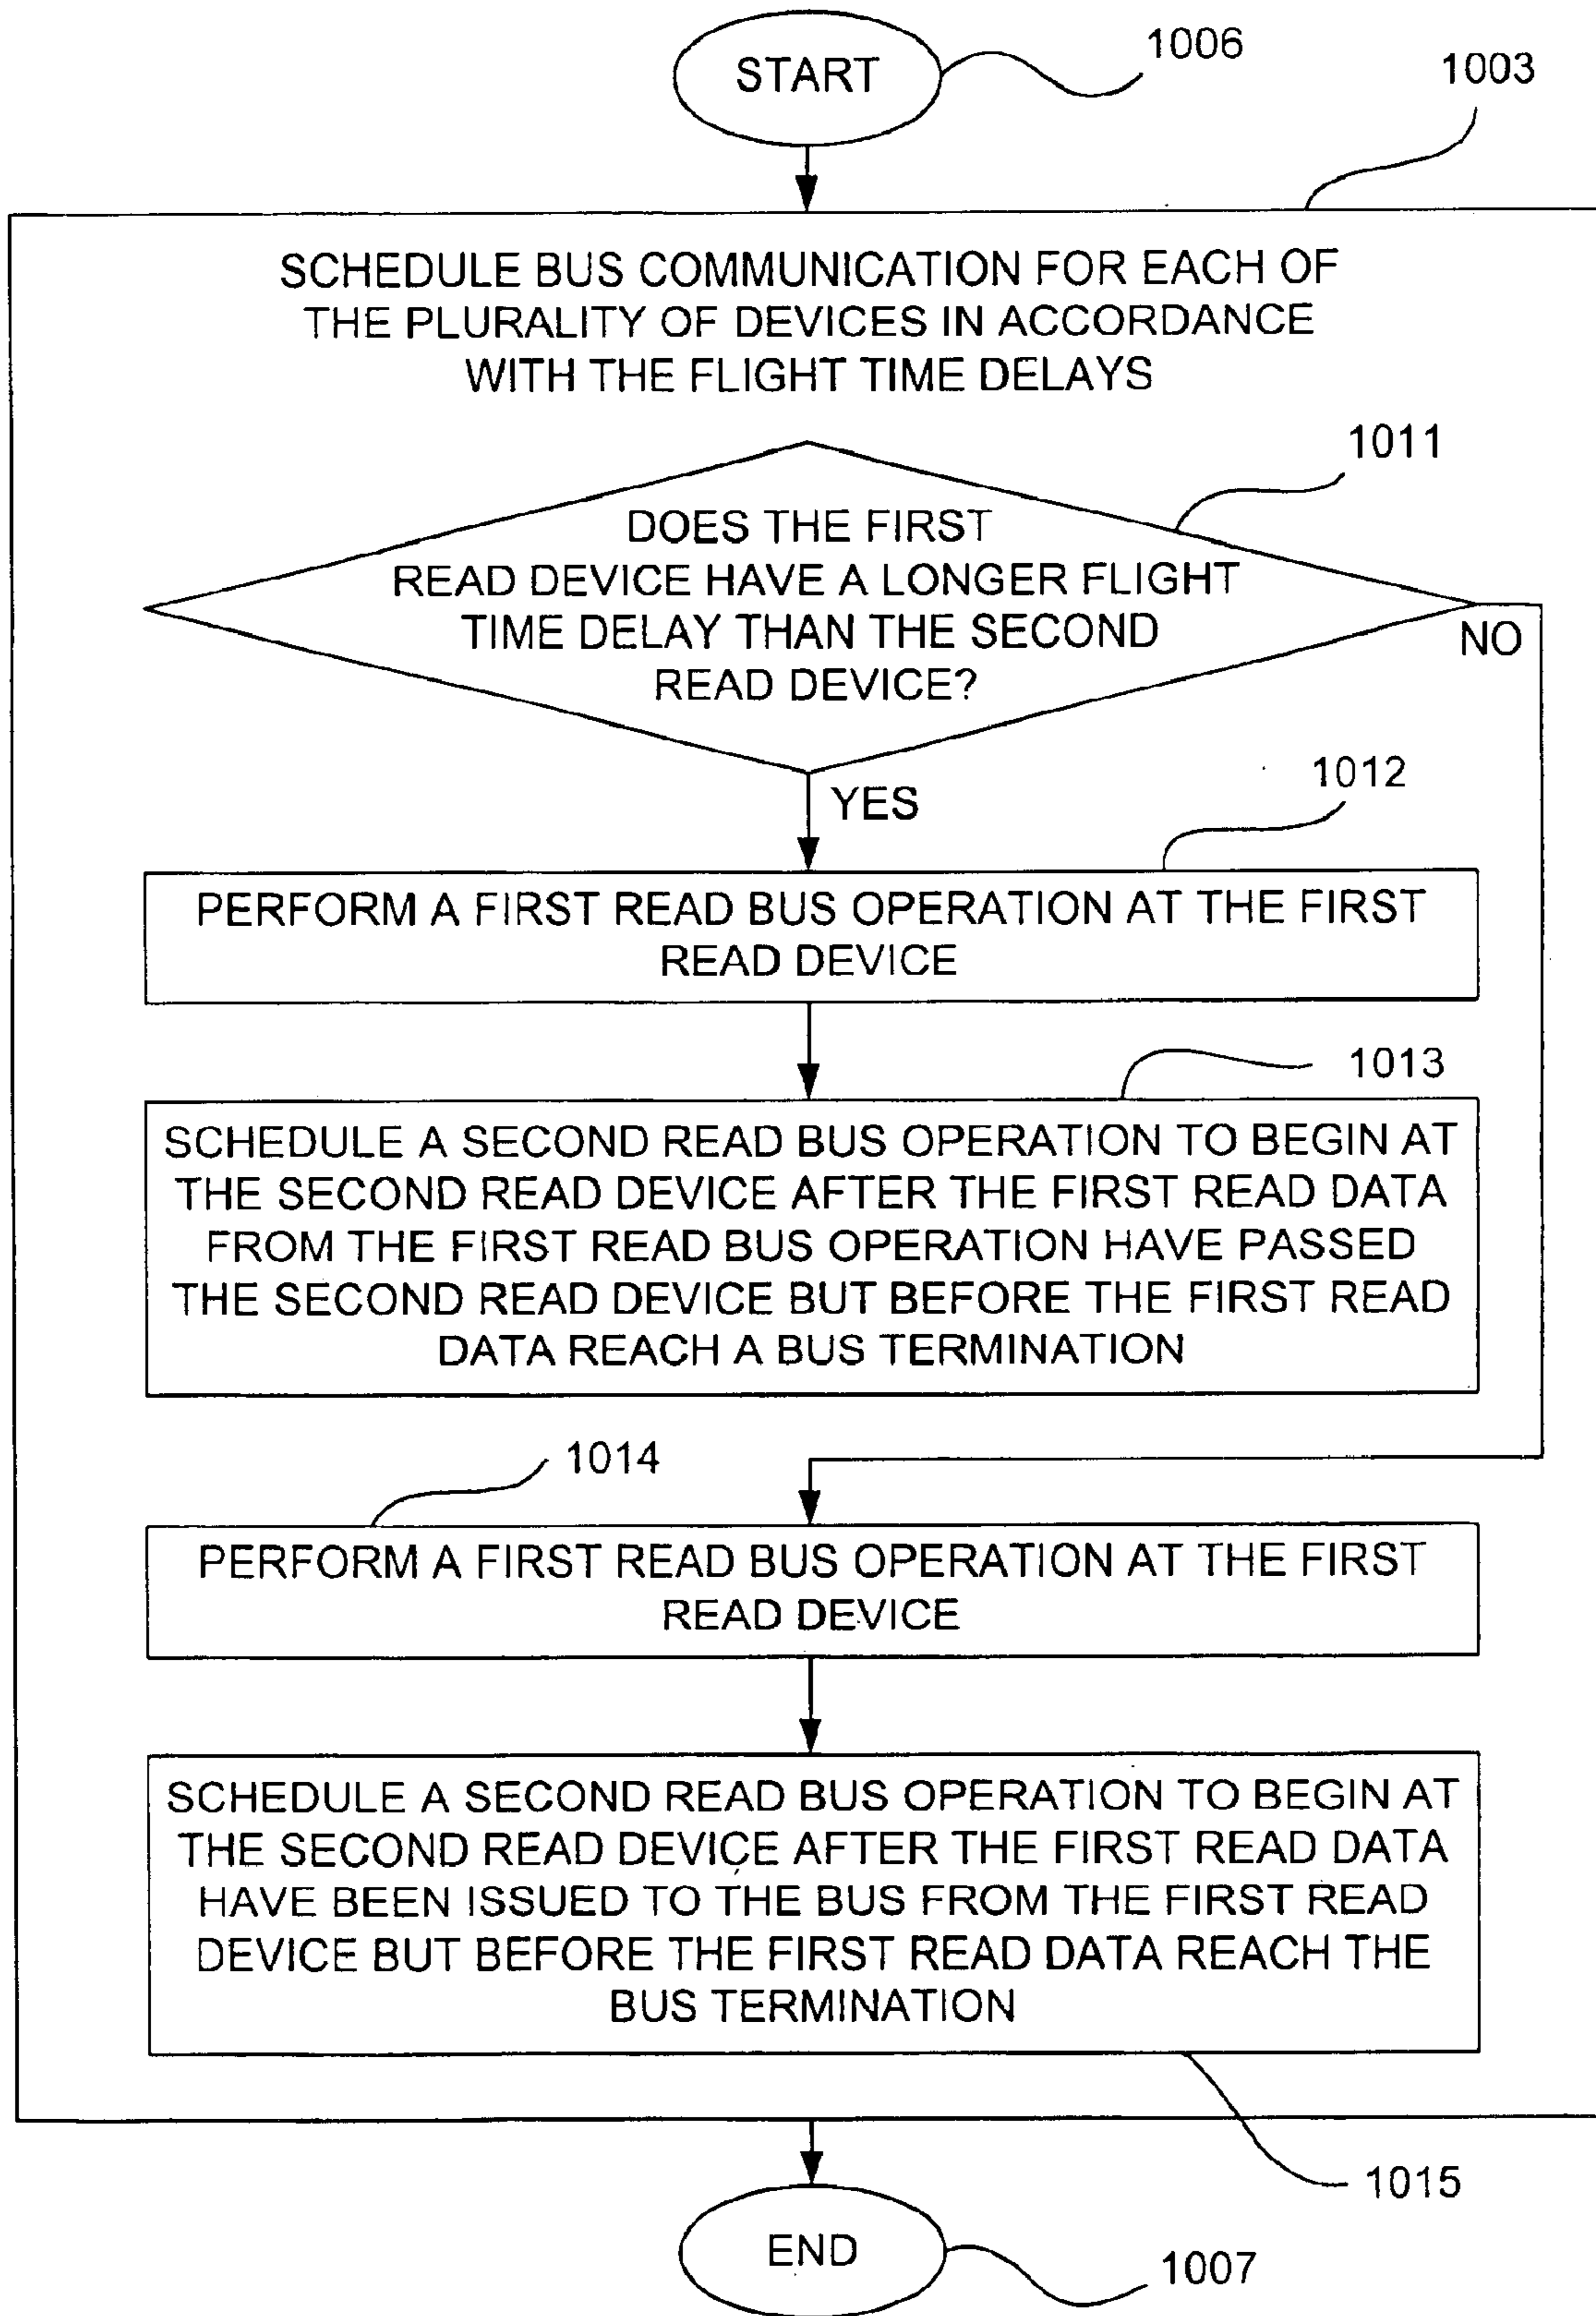 START
1006
1003
SCHEDULE BUS COMMUNICATION FOR EACH OF
THE PLURALITY OF DEVICES IN ACCORDANCE
WITH THE FLIGHT TIME DELAYS
1011
DOES THE FIRST
READ DEVICE HAVE A LONGER FLIGHT
TIME DELAY THAN THE SECOND
READ DEVICE?
NO
YES
1012
PERFORM A FIRST READ BUS OPERATION AT THE FIRST
READ DEVICE
1013
SCHEDULE A SECOND READ BUS OPERATION TO BEGIN AT
THE SECOND READ DEVICE AFTER THE FIRST READ DATA
FROM THE FIRST READ BUS OPERATION HAVE PASSED
THE SECOND READ DEVICE BUT BEFORE THE FIRST READ
DATA REACH A BUS TERMINATION
1014
PERFORM A FIRST READ BUS OPERATION AT THE FIRST
READ DEVICE
SCHEDULE A SECOND READ BUS OPERATION TO BEGIN AT
THE SECOND READ DEVICE AFTER THE FIRST READ DATA
HAVE BEEN ISSUED TO THE BUS FROM THE FIRST READ
DEVICE BUT BEFORE THE FIRST READ DATA REACH THE
BUS TERMINATION
1015
END
1007